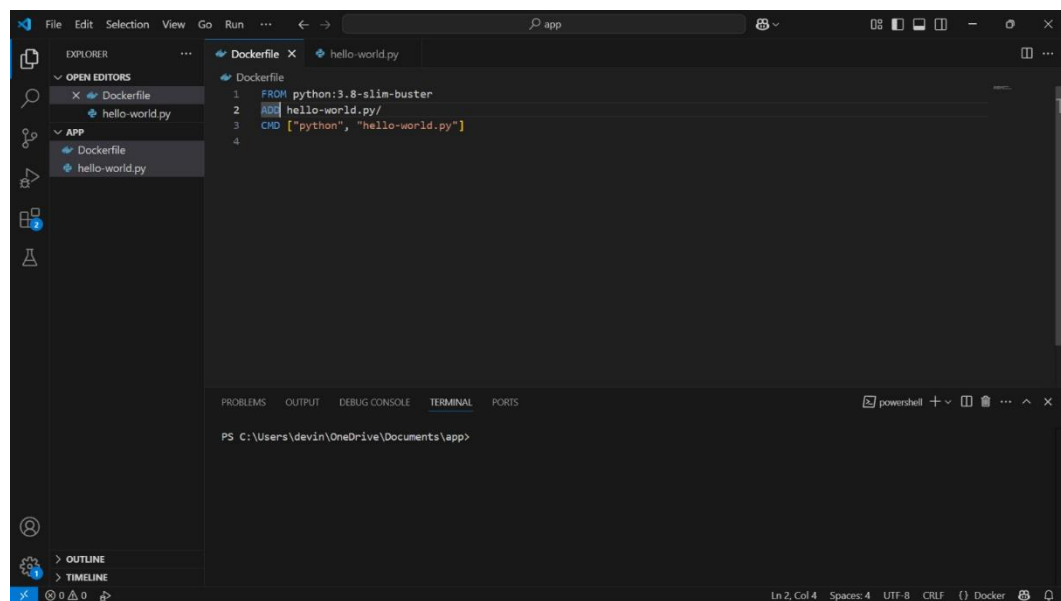 File Edit Selection View Go Run ··· ← → app
EXPLORER ···
OPEN EDITORS
Dockerfile
hello-world.py
APP
Dockerfile
hello-world.py
Dockerfile hello-world.py
Dockerfile
1 FROM python:3.8-slim-buster
2 ADD hello-world.py/
3 CMD ["python", "hello-world.py"]
4
PROBLEMS OUTPUT DEBUG CONSOLE TERMINAL PORTS powershell
PS C:\Users\devin\OneDrive\Documents\app>
2
1
OUTLINE
TIMELINE
0 0 Ln 2, Col 4 Spaces: 4 UTF-8 CRLF {} Docker